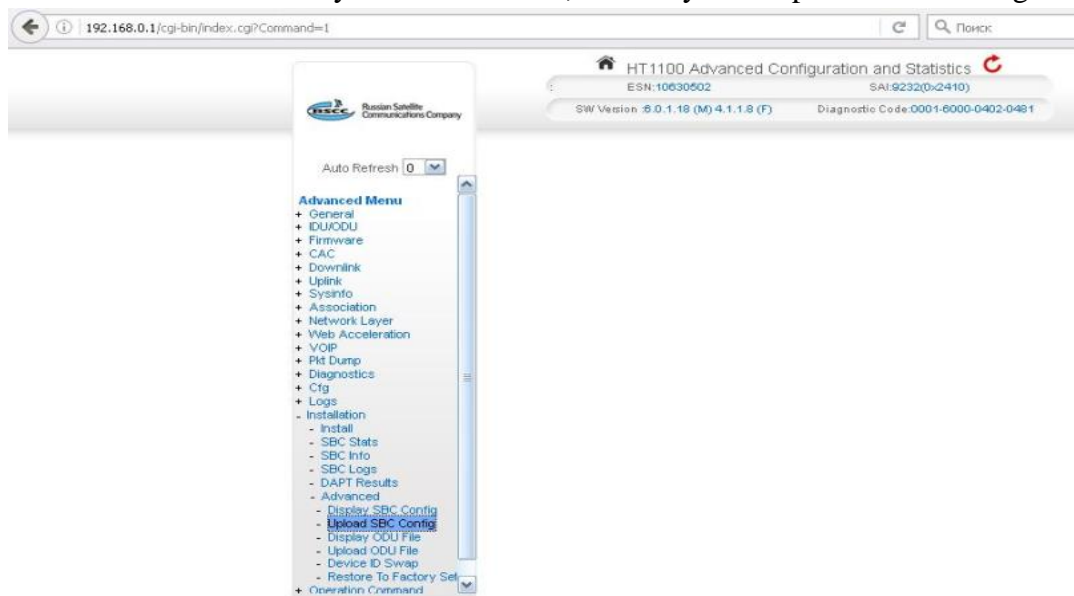 192.168.0.1/cgi-bin/index.cgi?Command=1
Поиск
HT1100 Advanced Configuration and Statistics
: ESN:10630602 SAI:9232(0x2410)
SW Version :6.0.1.18 (M) 4.1.1.8 (F) Diagnostic Code:0001-6000-0402-0481
RSCC Russian Satellite
Communications Company
Auto Refresh 0
Advanced Menu
+ General
+ IDU/ODU
+ Firmware
+ CAC
+ Downlink
+ Uplink
+ Sysinfo
+ Association
+ Network Layer
+ Web Acceleration
+ VOIP
+ Pkt Dump
+ Diagnostics
+ Cfg
+ Logs
- Installation
- Install
- SBC Stats
- SBC Info
- SBC Logs
- DAPT Results
- Advanced
- Display SBC Config
- Upload SBC Config
- Display ODU File
- Upload ODU File
- Device ID Swap
- Restore To Factory Set
+ Operation Command